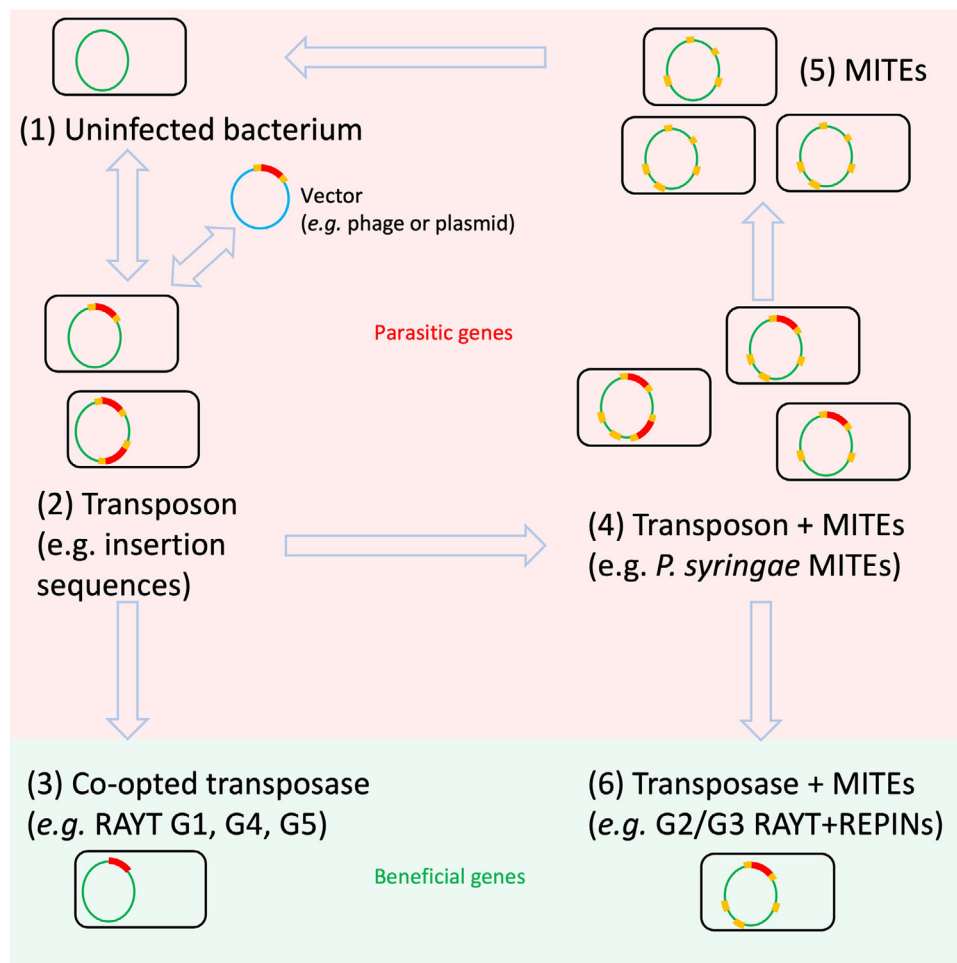 (5) MITEs
(1) Uninfected bacterium
Vector
(e.g. phage or plasmid)
Parasitic genes
(2) Transposon
(e.g. insertion
sequences)
(4) Transposon + MITEs
(e.g. P. syringae MITEs)
(3) Co-opted transposase
(e.g. RAYT G1, G4, G5)
(6) Transposase + MITEs
(e.g. G2/G3 RAYT+REPINs)
Beneficial genes